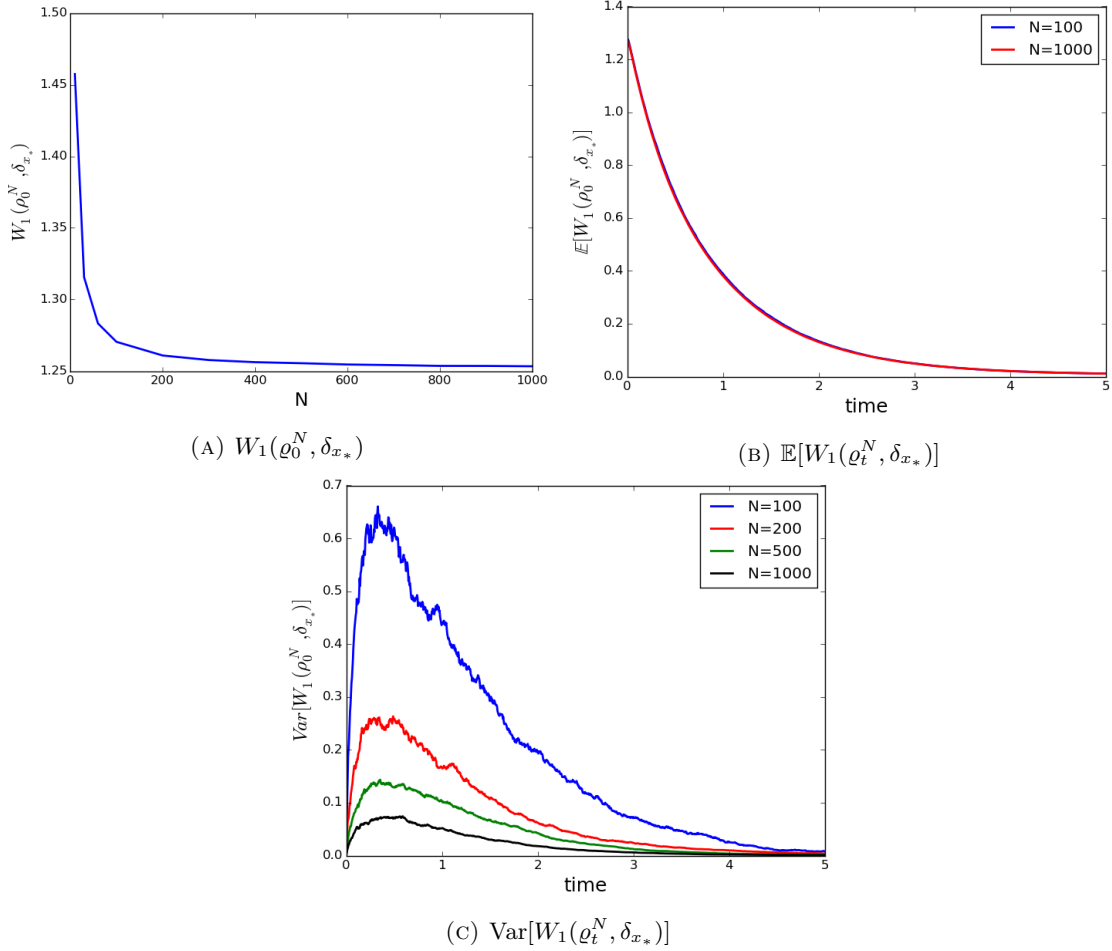 1.50
1.45
1.40
1.35
1.30
1.25
W₁(ρ₀ᴺ, δₓ⁎)
0 200 400 600 800 1000
N
(A) W₁(ϱ₀ᴺ, δₓ⁎)
1.4
1.2
1.0
0.8
0.6
0.4
0.2
0.0
𝔼[W₁(ρ₀ᴺ, δₓ⁎)]
N=100
N=1000
0 1 2 3 4 5
time
(B) 𝔼[W₁(ϱₜᴺ, δₓ⁎)]
0.7
0.6
0.5
0.4
0.3
0.2
0.1
0.0
Var[W₁(ρ₀ᴺ, δₓ⁎)]
N=100
N=200
N=500
N=1000
0 1 2 3 4 5
time
(C) Var[W₁(ϱₜᴺ, δₓ⁎)]